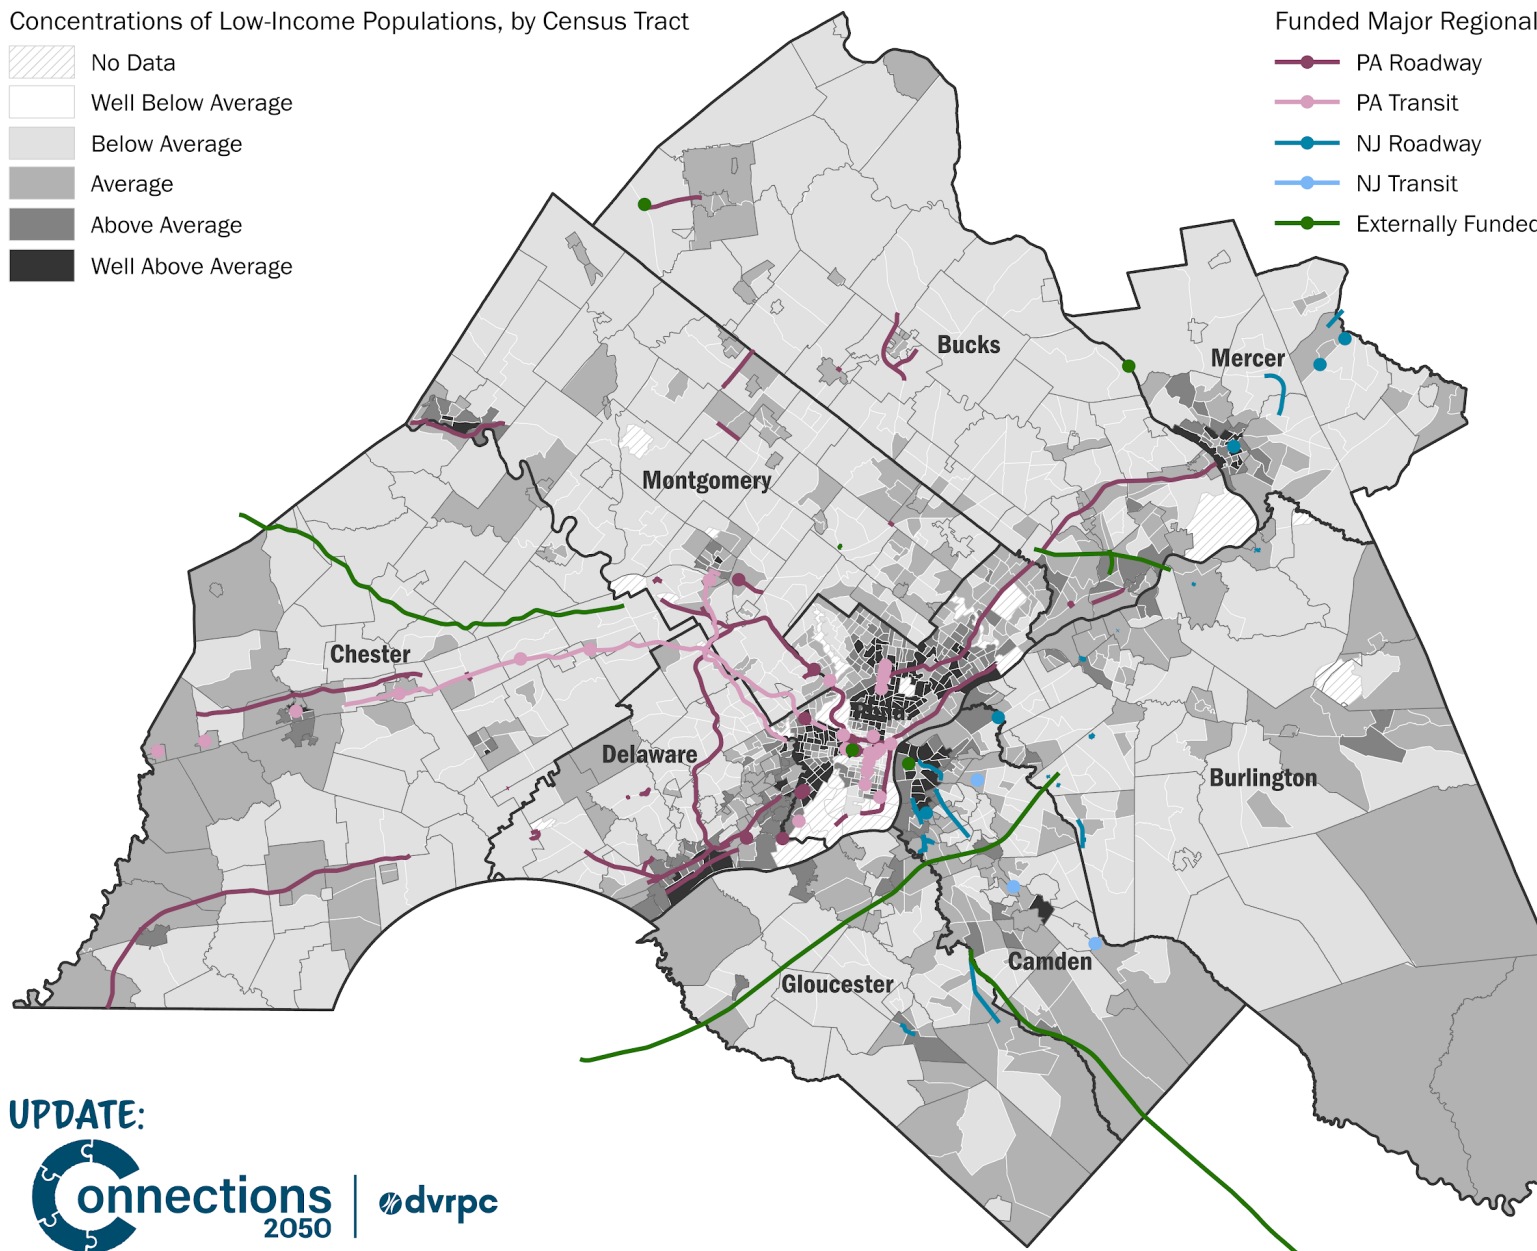 Concentrations of Low-Income Populations, by Census Tract
No Data
Well Below Average
Below Average
Average
Above Average
Well Above Average
Funded Major Regional
PA Roadway
PA Transit
NJ Roadway
NJ Transit
Externally Funded
Bucks
Mercer
Montgomery
Chester
Phila.
Delaware
Burlington
Camden
Gloucester
UPDATE:
Connections
2050
dvrpc